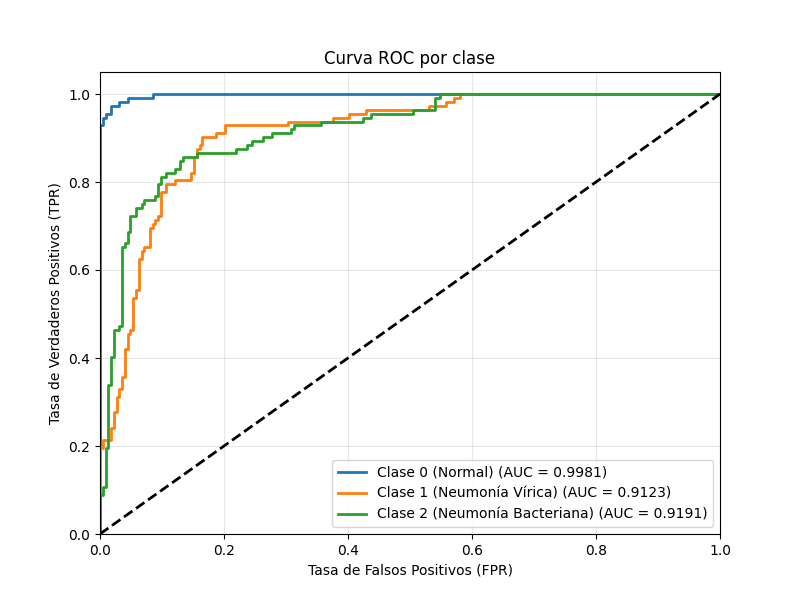 Curva ROC por clase
Tasa de Verdaderos Positivos (TPR)
1.0
0.8
0.6
0.4
0.2
0.0
0.0 0.2 0.4 0.6 0.8 1.0
Tasa de Falsos Positivos (FPR)
Clase 0 (Normal) (AUC = 0.9981)
Clase 1 (Neumonía Vírica) (AUC = 0.9123)
Clase 2 (Neumonía Bacteriana) (AUC = 0.9191)